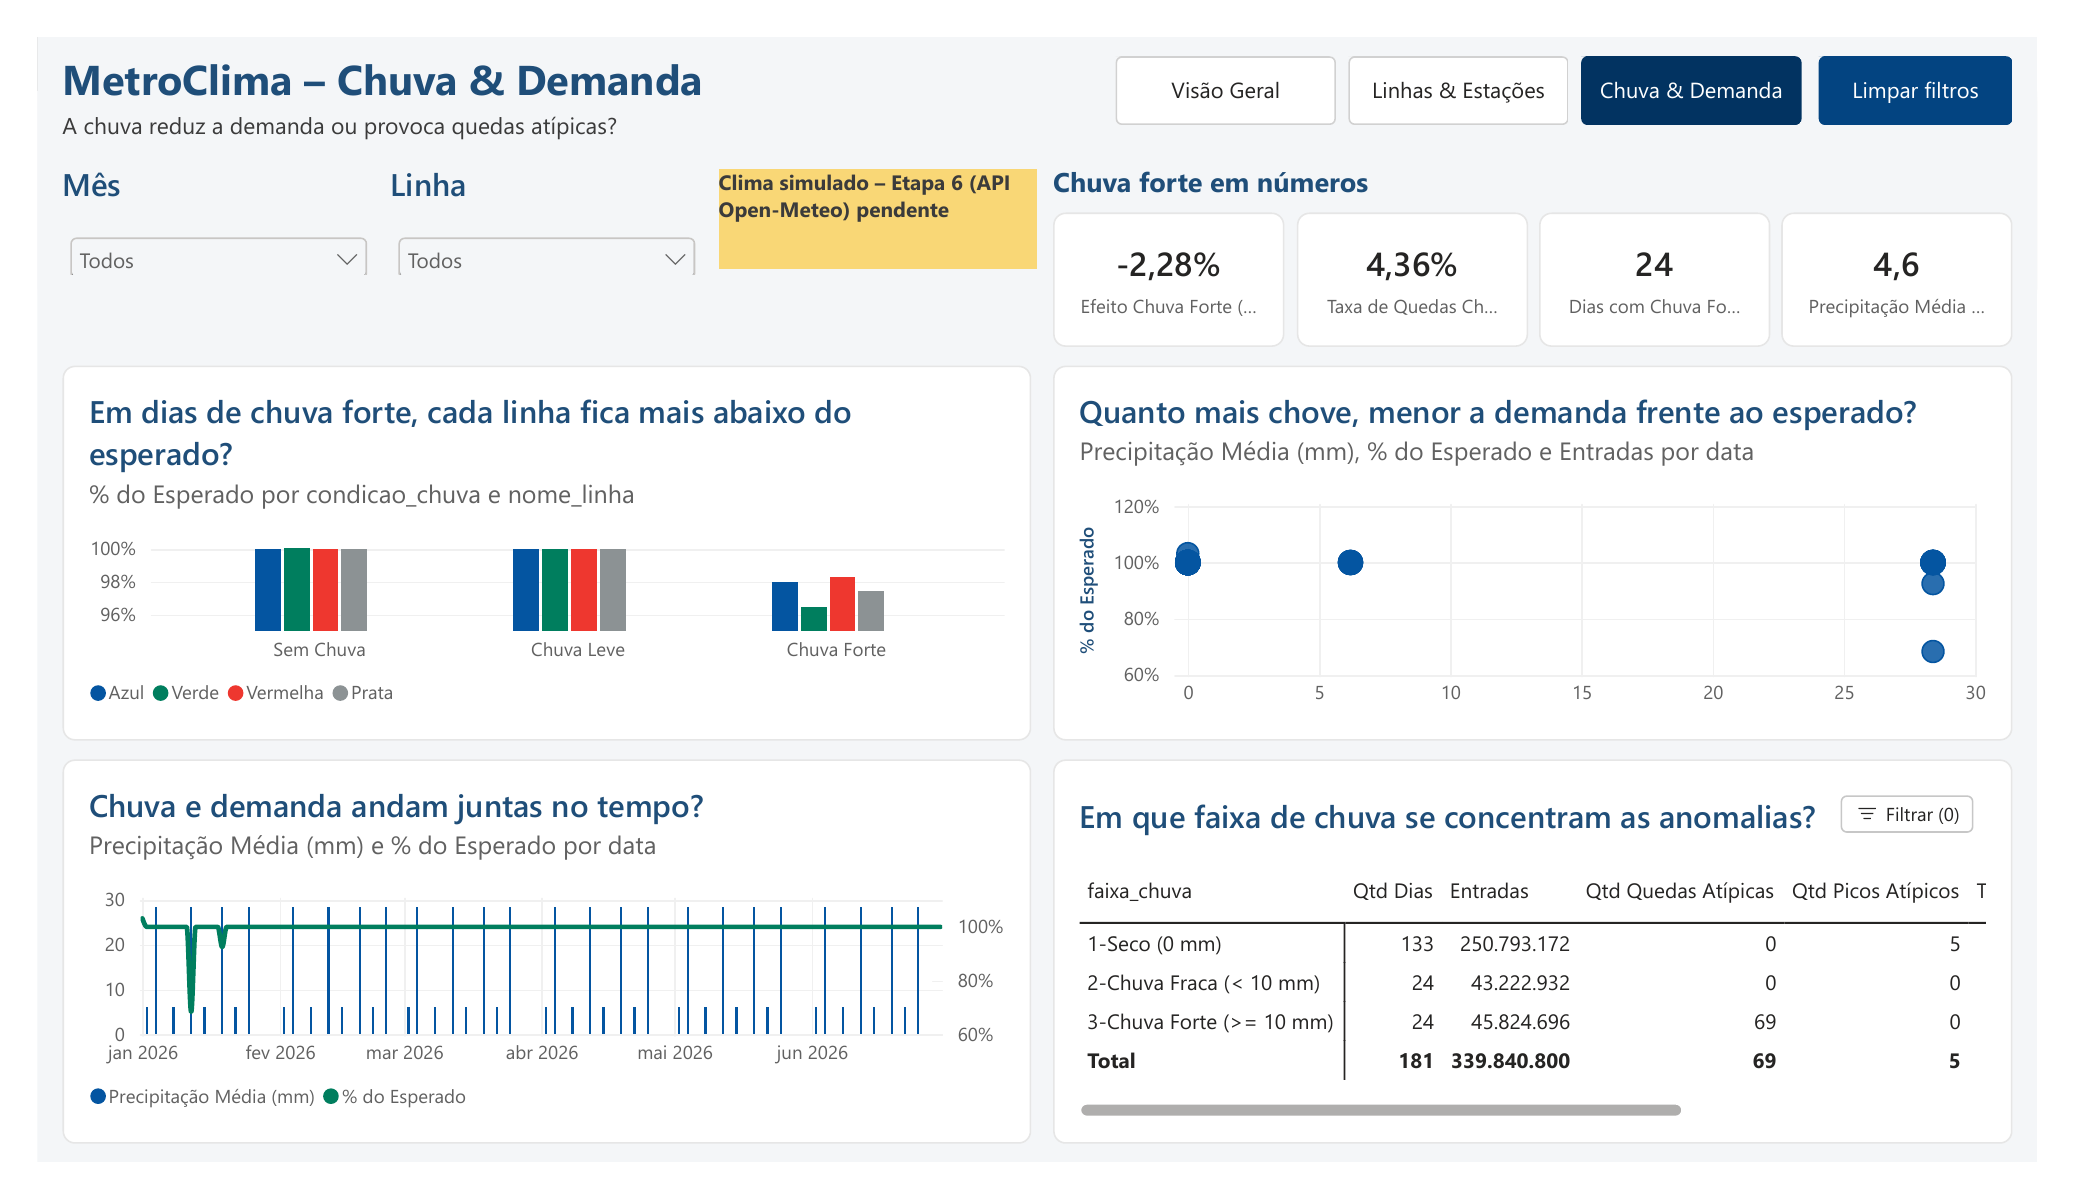 MetroClima – Chuva & Demanda
A chuva reduz a demanda ou provoca quedas atípicas?
Visão Geral
Linhas & Estações
Chuva & Demanda
Limpar filtros
Mês
Todos
Linha
Todos
Clima simulado – Etapa 6 (API
Open-Meteo) pendente
Chuva forte em números
-2,28%
Efeito Chuva Forte (...
4,36%
Taxa de Quedas Ch...
24
Dias com Chuva Fo...
4,6
Precipitação Média ...
Em dias de chuva forte, cada linha fica mais abaixo do
esperado?
% do Esperado por condicao_chuva e nome_linha
100%
98%
96%
Sem Chuva
Chuva Leve
Chuva Forte
Azul Verde Vermelha Prata
Quanto mais chove, menor a demanda frente ao esperado?
Precipitação Média (mm), % do Esperado e Entradas por data
% do Esperado
120%
100%
80%
60%
0 5 10 15 20 25 30
Chuva e demanda andam juntas no tempo?
Precipitação Média (mm) e % do Esperado por data
30
20
10
0
100%
80%
60%
jan 2026 fev 2026 mar 2026 abr 2026 mai 2026 jun 2026
Precipitação Média (mm) % do Esperado
Em que faixa de chuva se concentram as anomalias?
Filtrar (0)
faixa_chuva Qtd Dias Entradas Qtd Quedas Atípicas Qtd Picos Atípicos T
1-Seco (0 mm) 133 250.793.172 0 5
2-Chuva Fraca (< 10 mm) 24 43.222.932 0 0
3-Chuva Forte (>= 10 mm) 24 45.824.696 69 0
Total 181 339.840.800 69 5